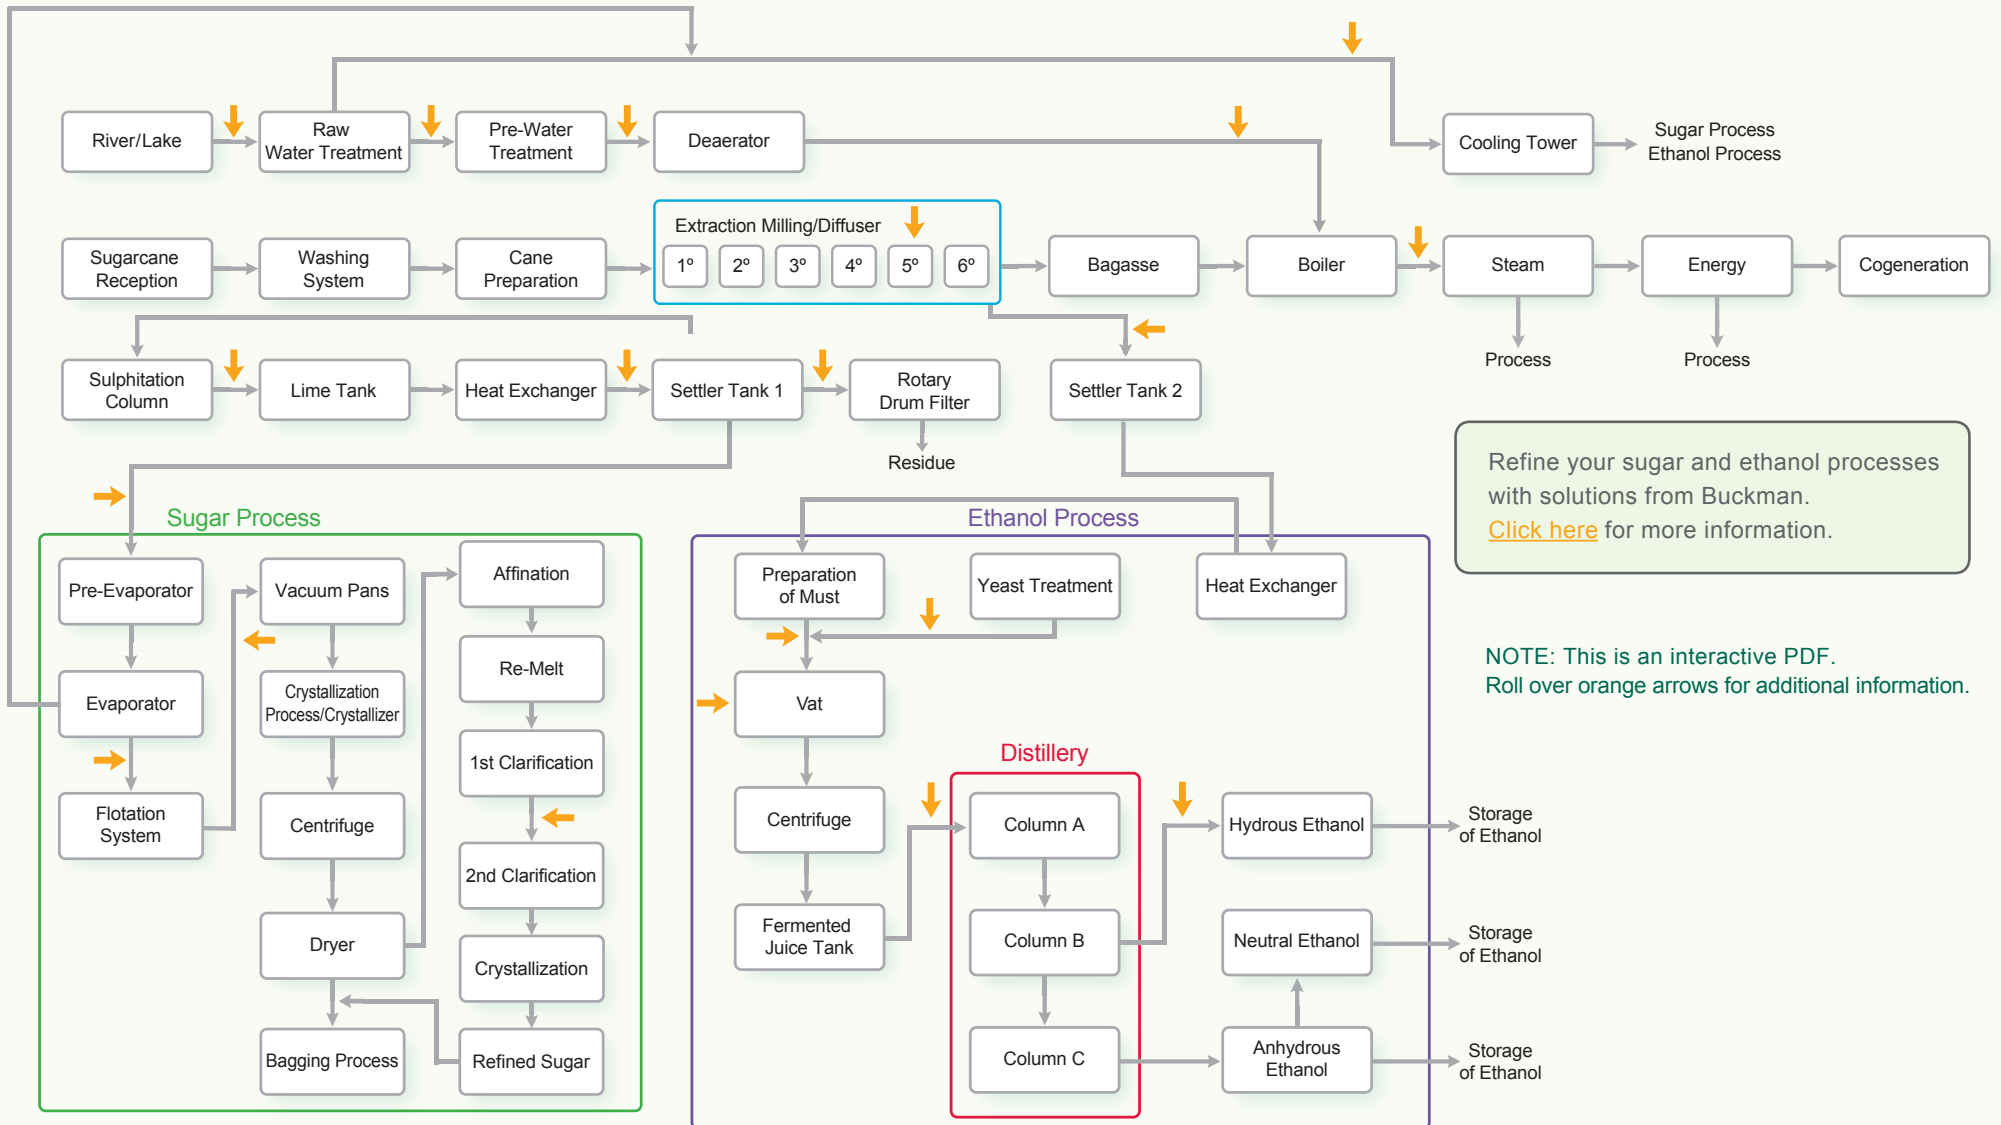 River/Lake
Raw
Water Treatment
Pre-Water
Treatment
Deaerator
Cooling Tower
Sugar Process
Ethanol Process
Sugarcane
Reception
Washing
System
Cane
Preparation
Extraction Milling/Diffuser
1º
2º
3º
4º
5º
6º
Bagasse
Boiler
Steam
Energy
Cogeneration
Process
Process
Sulphitation
Column
Lime Tank
Heat Exchanger
Settler Tank 1
Rotary
Drum Filter
Settler Tank 2
Residue
Refine your sugar and ethanol processes
with solutions from Buckman.
Click here for more information.
NOTE: This is an interactive PDF.
Roll over orange arrows for additional information.
Sugar Process
Pre-Evaporator
Evaporator
Flotation
System
Vacuum Pans
Crystallization
Process/Crystallizer
Centrifuge
Dryer
Bagging Process
Affination
Re-Melt
1st Clarification
2nd Clarification
Crystallization
Refined Sugar
Ethanol Process
Preparation
of Must
Yeast Treatment
Heat Exchanger
Vat
Centrifuge
Fermented
Juice Tank
Distillery
Column A
Column B
Column C
Hydrous Ethanol
Neutral Ethanol
Anhydrous
Ethanol
Storage
of Ethanol
Storage
of Ethanol
Storage
of Ethanol